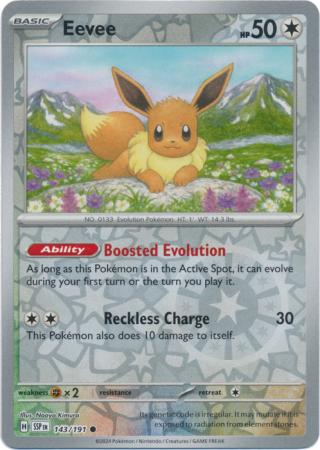 BASIC
Eevee
HP 50
NO. 0133 Evolution Pokémon HT: 1' WT: 14.3 lbs.
Ability Boosted Evolution
As long as this Pokémon is in the Active Spot, it can evolve
during your first turn or the turn you play it.
Reckless Charge 30
This Pokémon also does 10 damage to itself.
weakness ×2 resistance retreat
Illus. Naoyo Kimura
H SSP EN 143/191
Its genetic code is irregular. It may mutate if it is
exposed to radiation from element stones.
©2024 Pokémon / Nintendo / Creatures / GAME FREAK